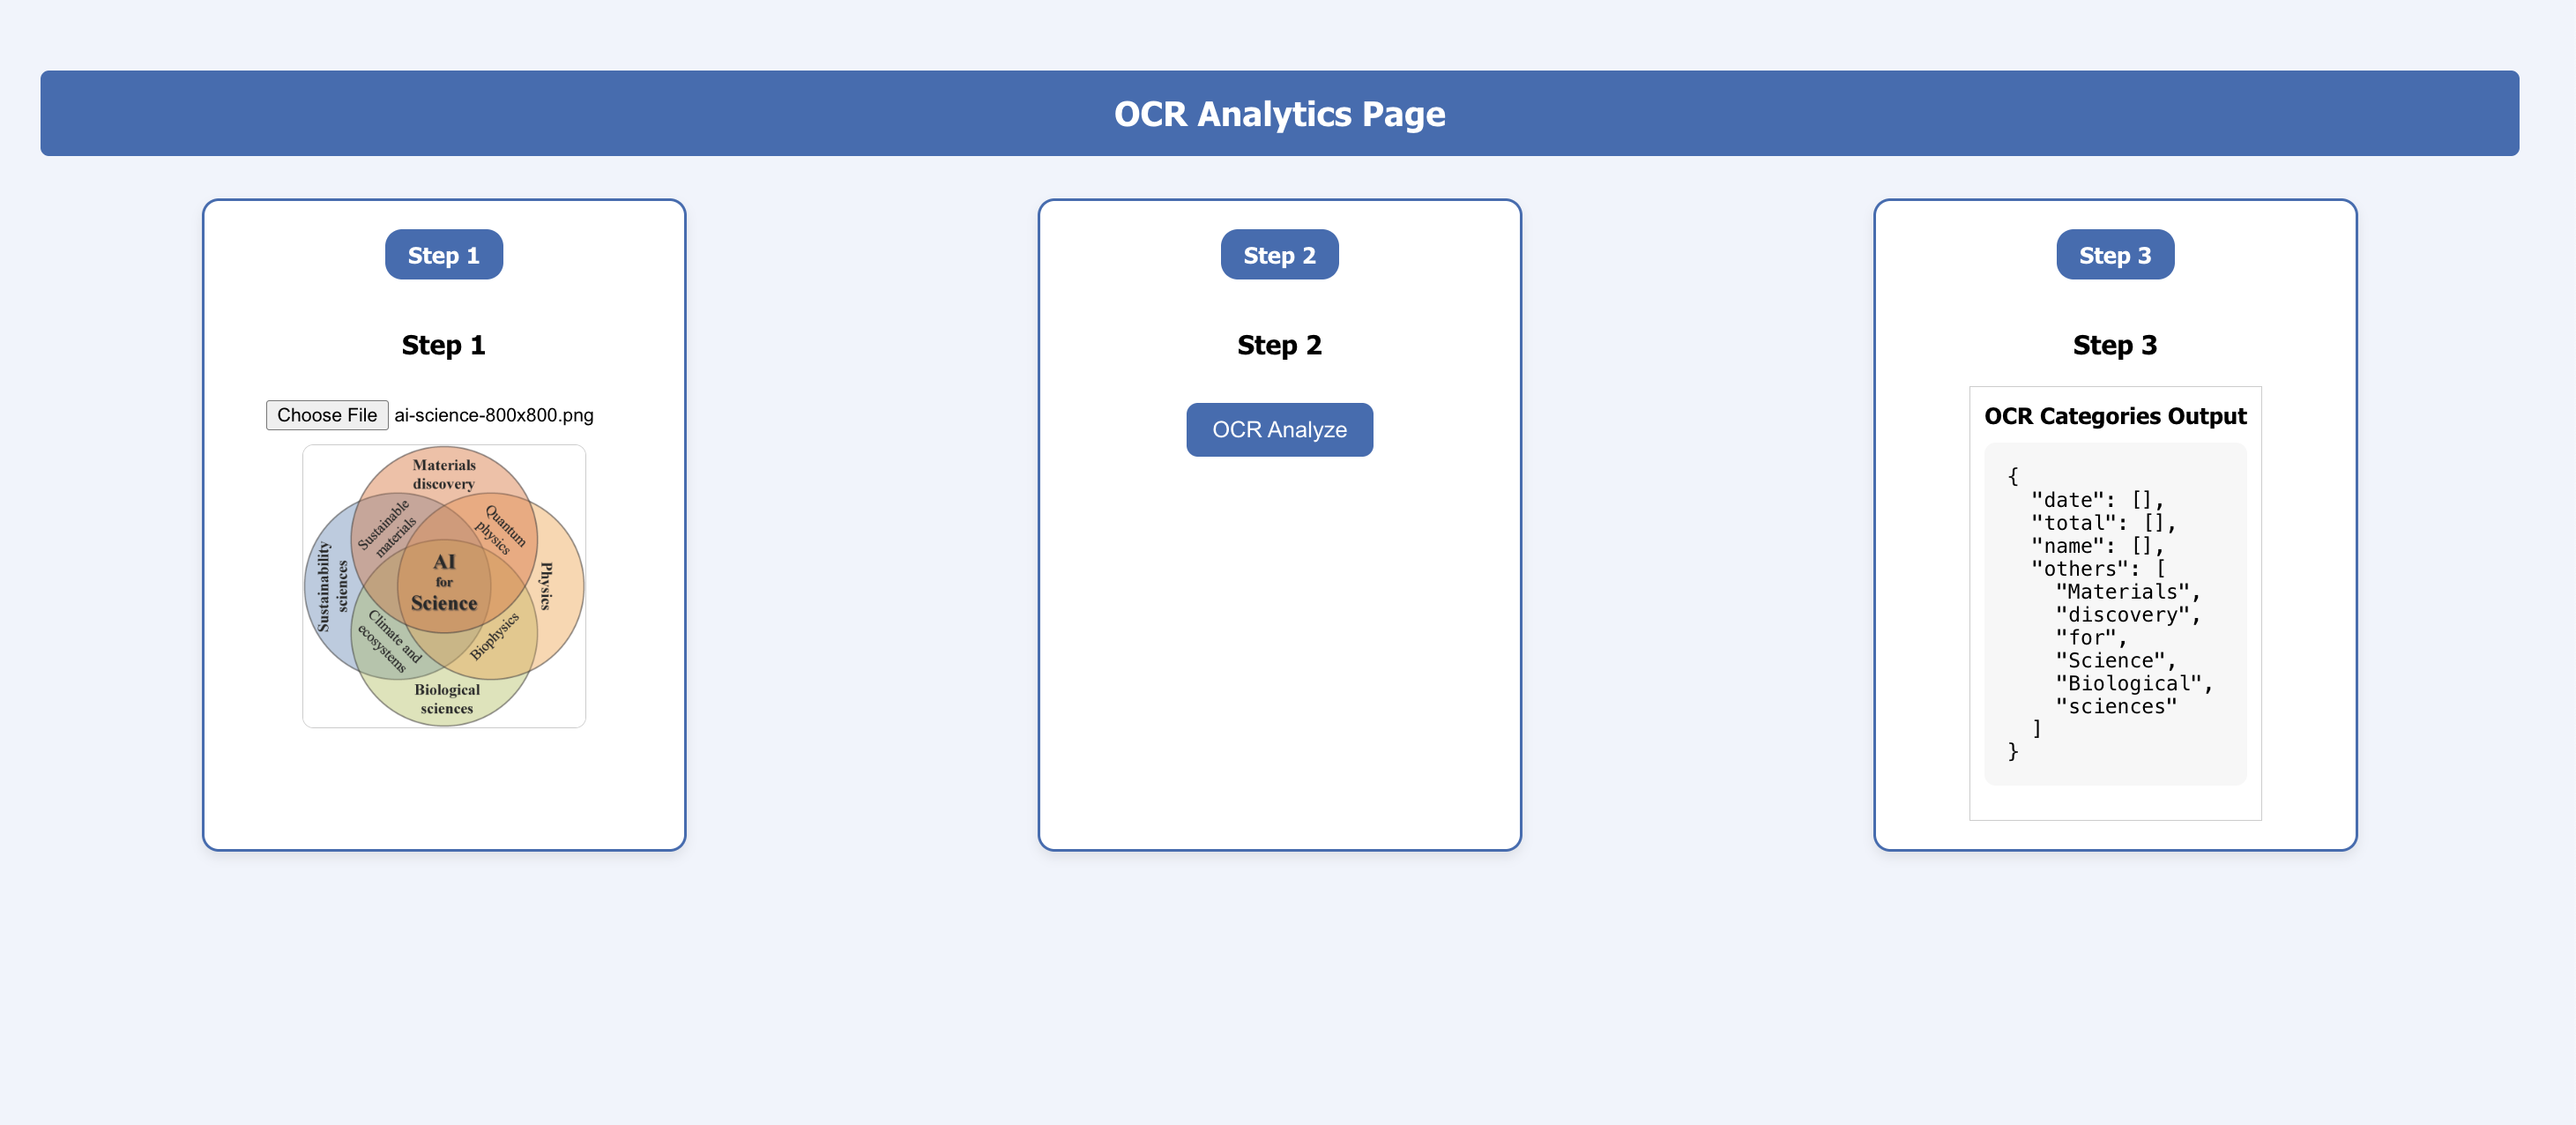 OCR Analytics Page
Step 1
Step 1
Choose File ai-science-800x800.png
Materials
discovery
Sustainable
materials
Quantum
physics
Sustainability
sciences
AI
for
Science
Physics
Climate and
ecosystems
Biophysics
Biological
sciences
Step 2
Step 2
OCR Analyze
Step 3
Step 3
OCR Categories Output
{
"date": [],
"total": [],
"name": [],
"others": [
"Materials",
"discovery",
"for",
"Science",
"Biological",
"sciences"
]
}